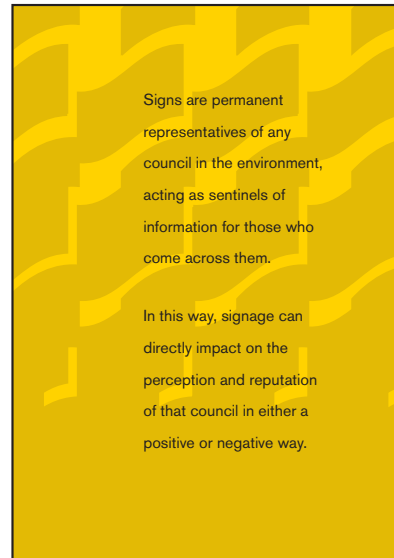 Signs are permanent
representatives of any
council in the environment,
acting as sentinels of
information for those who
come across them.
In this way, signage can
directly impact on the
perception and reputation
of that council in either a
positive or negative way.